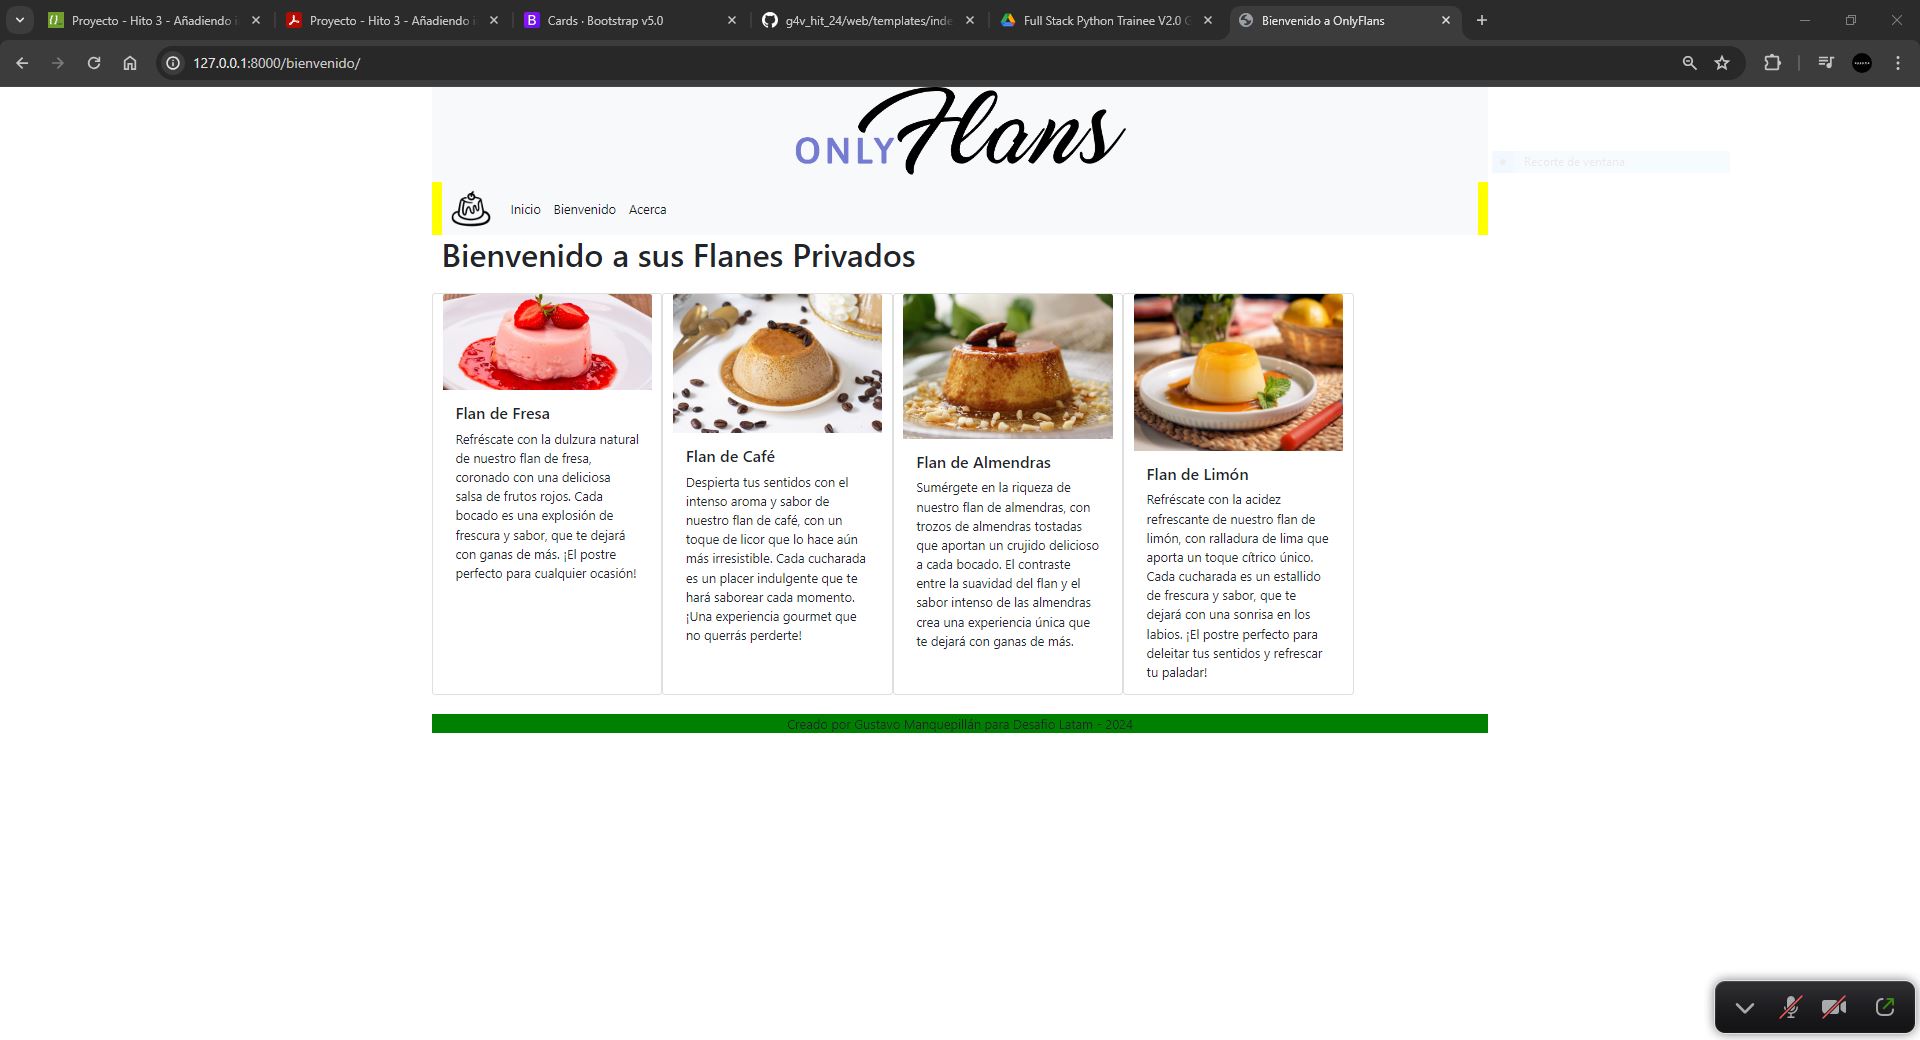 Proyecto - Hito 3 - Añadiendo i
Proyecto - Hito 3 - Añadiendo i
Cards · Bootstrap v5.0
g4v_hit_24/web/templates/inde
Full Stack Python Trainee V2.0 G
Bienvenido a OnlyFlans
127.0.0.1:8000/bienvenido/
ONLY Flans
Recorte de ventana
Inicio Bienvenido Acerca
Bienvenido a sus Flanes Privados
Flan de Fresa
Refréscate con la dulzura natural
de nuestro flan de fresa,
coronado con una deliciosa
salsa de frutos rojos. Cada
bocado es una explosión de
frescura y sabor, que te dejará
con ganas de más. ¡El postre
perfecto para cualquier ocasión!
Flan de Café
Despierta tus sentidos con el
intenso aroma y sabor de
nuestro flan de café, con un
toque de licor que lo hace aún
más irresistible. Cada cucharada
es un placer indulgente que te
hará saborear cada momento.
¡Una experiencia gourmet que
no querrás perderte!
Flan de Almendras
Sumérgete en la riqueza de
nuestro flan de almendras, con
trozos de almendras tostadas
que aportan un crujido delicioso
a cada bocado. El contraste
entre la suavidad del flan y el
sabor intenso de las almendras
crea una experiencia única que
te dejará con ganas de más.
Flan de Limón
Refréscate con la acidez
refrescante de nuestro flan de
limón, con ralladura de lima que
aporta un toque cítrico único.
Cada cucharada es un estallido
de frescura y sabor, que te
dejará con una sonrisa en los
labios. ¡El postre perfecto para
deleitar tus sentidos y refrescar
tu paladar!
Creado por Gustavo Manquepillán para Desafío Latam - 2024